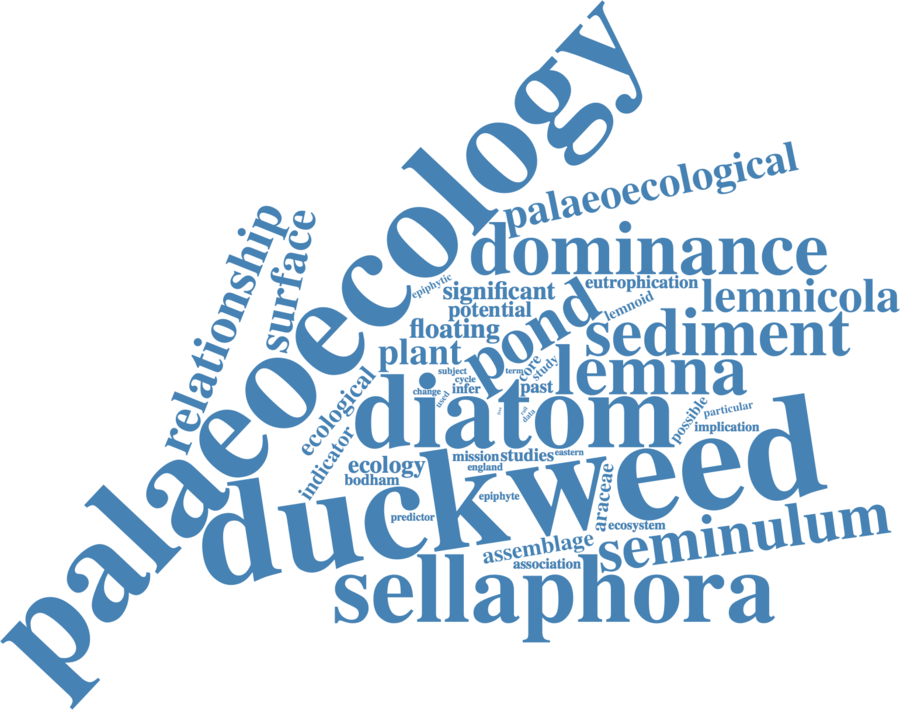 palaeoecology
palaeoecological
dominance
relationship
surface
epiphytic
significant
eutrophication
lemnicola
potential
lemnoid
floating
pond
sediment
plant
core
study
lemna
subject
term
cycle
infer
past
change
used
diatom
data
ecological
indicator
possible
particular
implication
ecology
mission
studies
eastern
england
bodham
duckweed
epiphyte
araceae
predictor
ecosystem
assemblage
seminulum
association
sellaphora